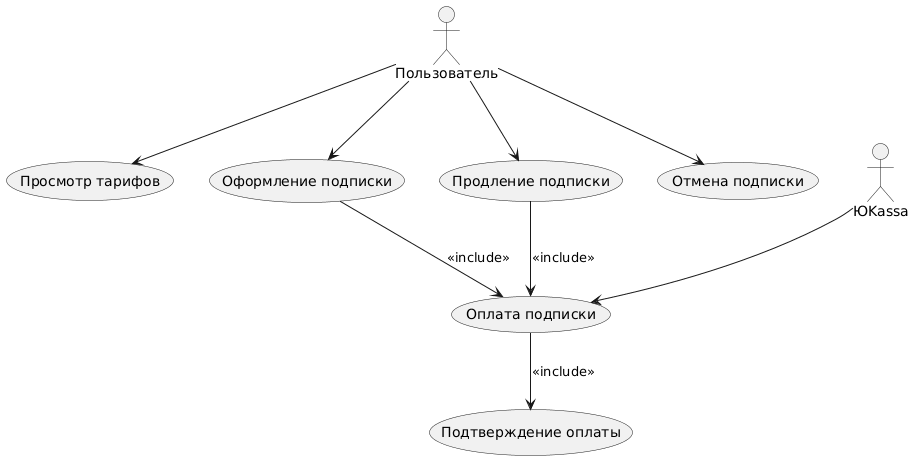 Пользователь
Просмотр тарифов
Оформление подписки
Продление подписки
Отмена подписки
ЮKassa
«include»
«include»
Оплата подписки
«include»
Подтверждение оплаты